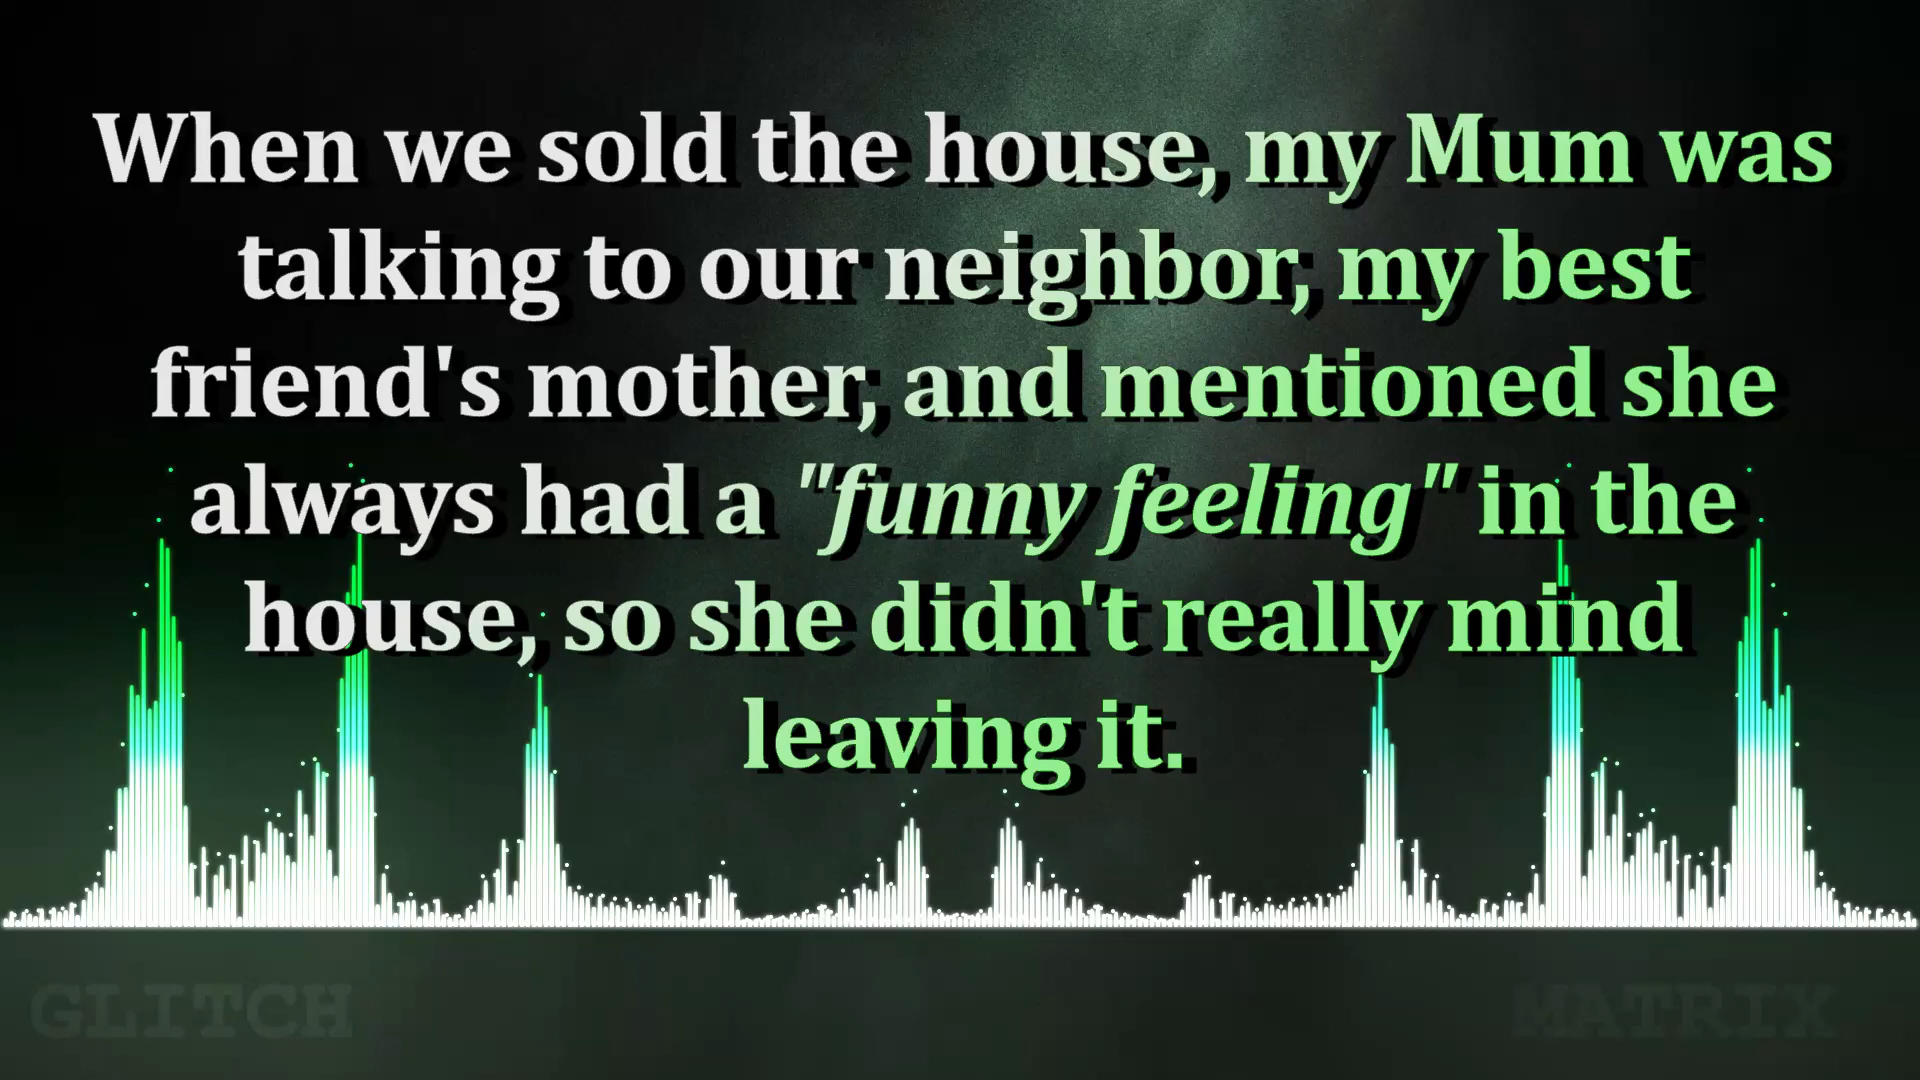 When we sold the house, my Mum was
talking to our neighbor, my best
friend's mother, and mentioned she
always had a "funny feeling" in the
house, so she didn't really mind
leaving it.
GLITCH
MATRIX